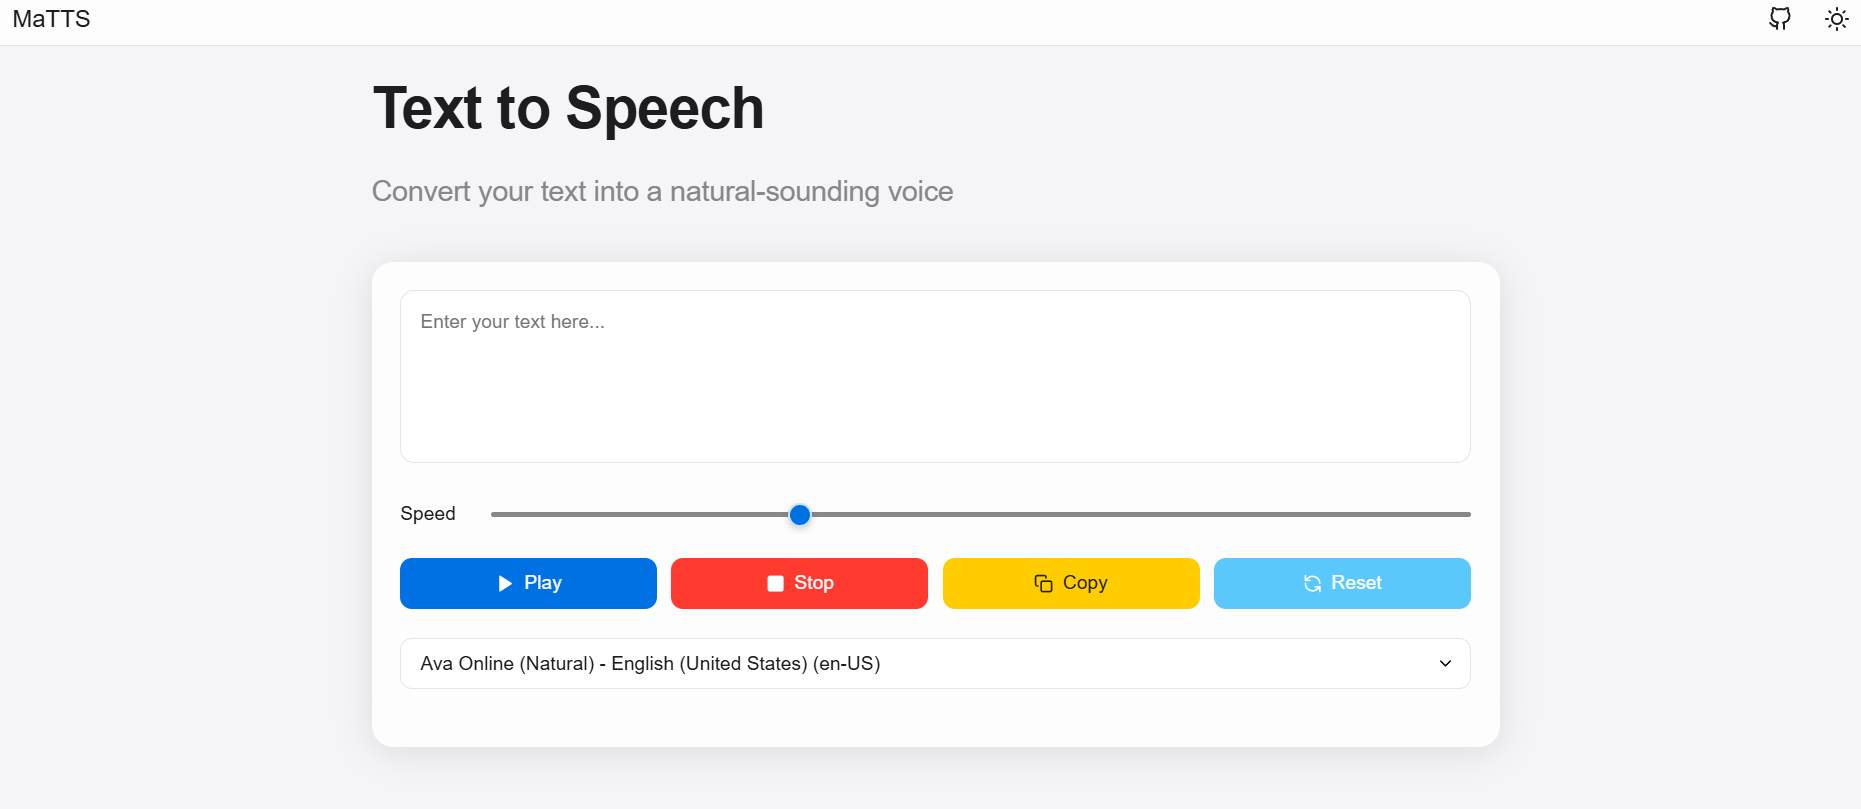 MaTTS
Text to Speech
Convert your text into a natural-sounding voice
Enter your text here...
Speed
Play
Stop
Copy
Reset
Ava Online (Natural) - English (United States) (en-US)